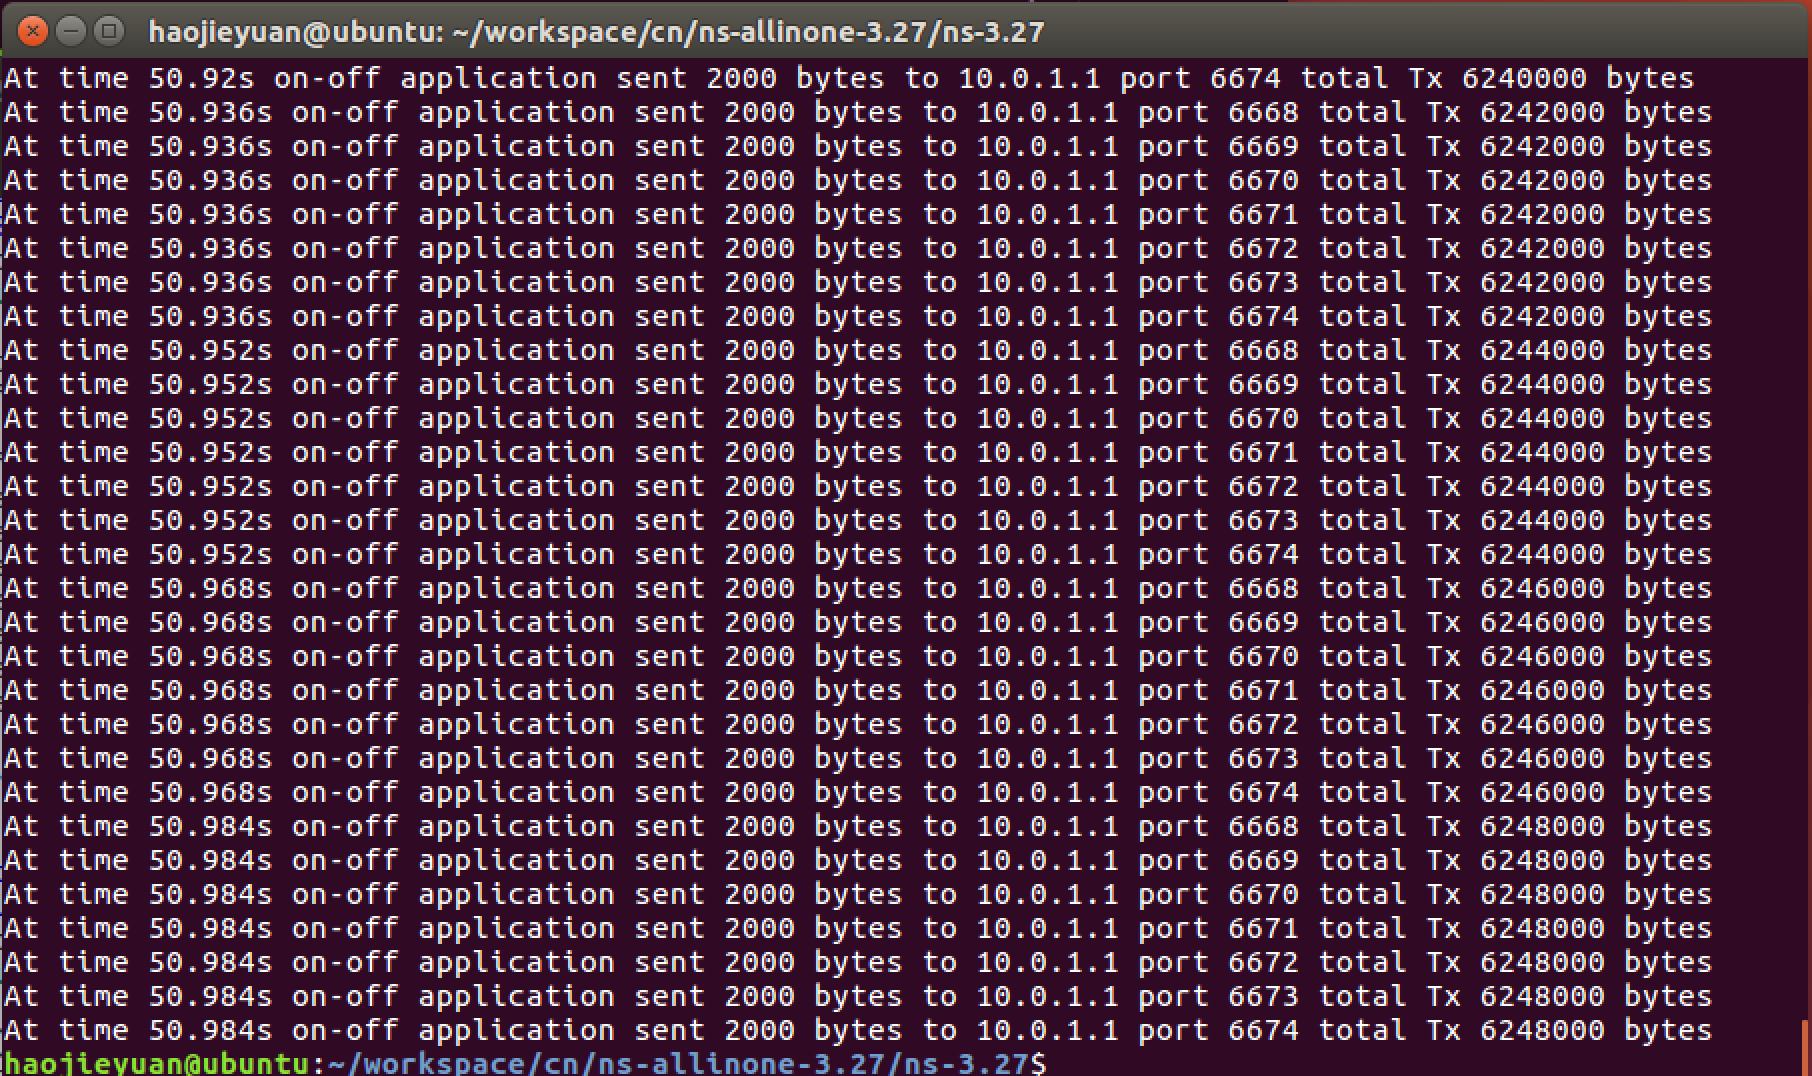 haojieyuan@ubuntu: ~/workspace/cn/ns-allinone-3.27/ns-3.27
At time 50.92s on-off application sent 2000 bytes to 10.0.1.1 port 6674 total Tx 6240000 bytes
At time 50.936s on-off application sent 2000 bytes to 10.0.1.1 port 6668 total Tx 6242000 bytes
At time 50.936s on-off application sent 2000 bytes to 10.0.1.1 port 6669 total Tx 6242000 bytes
At time 50.936s on-off application sent 2000 bytes to 10.0.1.1 port 6670 total Tx 6242000 bytes
At time 50.936s on-off application sent 2000 bytes to 10.0.1.1 port 6671 total Tx 6242000 bytes
At time 50.936s on-off application sent 2000 bytes to 10.0.1.1 port 6672 total Tx 6242000 bytes
At time 50.936s on-off application sent 2000 bytes to 10.0.1.1 port 6673 total Tx 6242000 bytes
At time 50.936s on-off application sent 2000 bytes to 10.0.1.1 port 6674 total Tx 6242000 bytes
At time 50.952s on-off application sent 2000 bytes to 10.0.1.1 port 6668 total Tx 6244000 bytes
At time 50.952s on-off application sent 2000 bytes to 10.0.1.1 port 6669 total Tx 6244000 bytes
At time 50.952s on-off application sent 2000 bytes to 10.0.1.1 port 6670 total Tx 6244000 bytes
At time 50.952s on-off application sent 2000 bytes to 10.0.1.1 port 6671 total Tx 6244000 bytes
At time 50.952s on-off application sent 2000 bytes to 10.0.1.1 port 6672 total Tx 6244000 bytes
At time 50.952s on-off application sent 2000 bytes to 10.0.1.1 port 6673 total Tx 6244000 bytes
At time 50.952s on-off application sent 2000 bytes to 10.0.1.1 port 6674 total Tx 6244000 bytes
At time 50.968s on-off application sent 2000 bytes to 10.0.1.1 port 6668 total Tx 6246000 bytes
At time 50.968s on-off application sent 2000 bytes to 10.0.1.1 port 6669 total Tx 6246000 bytes
At time 50.968s on-off application sent 2000 bytes to 10.0.1.1 port 6670 total Tx 6246000 bytes
At time 50.968s on-off application sent 2000 bytes to 10.0.1.1 port 6671 total Tx 6246000 bytes
At time 50.968s on-off application sent 2000 bytes to 10.0.1.1 port 6672 total Tx 6246000 bytes
At time 50.968s on-off application sent 2000 bytes to 10.0.1.1 port 6673 total Tx 6246000 bytes
At time 50.968s on-off application sent 2000 bytes to 10.0.1.1 port 6674 total Tx 6246000 bytes
At time 50.984s on-off application sent 2000 bytes to 10.0.1.1 port 6668 total Tx 6248000 bytes
At time 50.984s on-off application sent 2000 bytes to 10.0.1.1 port 6669 total Tx 6248000 bytes
At time 50.984s on-off application sent 2000 bytes to 10.0.1.1 port 6670 total Tx 6248000 bytes
At time 50.984s on-off application sent 2000 bytes to 10.0.1.1 port 6671 total Tx 6248000 bytes
At time 50.984s on-off application sent 2000 bytes to 10.0.1.1 port 6672 total Tx 6248000 bytes
At time 50.984s on-off application sent 2000 bytes to 10.0.1.1 port 6673 total Tx 6248000 bytes
At time 50.984s on-off application sent 2000 bytes to 10.0.1.1 port 6674 total Tx 6248000 bytes
haojieyuan@ubuntu:~/workspace/cn/ns-allinone-3.27/ns-3.27$